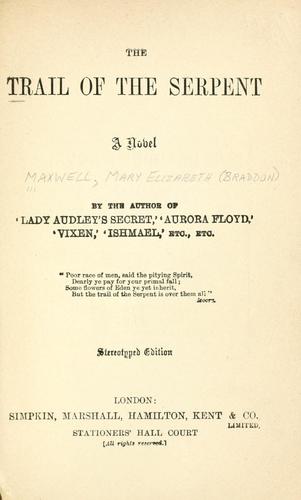 THE
TRAIL OF THE SERPENT
A Novel
MAXWELL, MARY ELIZABETH (BRADDON)
BY THE AUTHOR OF
'LADY AUDLEY'S SECRET,' 'AURORA FLOYD,'
'VIXEN,' 'ISHMAEL,' ETC., ETC.
"Poor race of men, said the pitying Spirit,
Dearly ye pay for your primal fall;
Some flowers of Eden ye yet inherit,
But the trail of the Serpent is over them all"
MOORE.
Stereotyped Edition
LONDON:
SIMPKIN, MARSHALL, HAMILTON, KENT & CO.
LIMITED,
STATIONERS' HALL COURT
[All rights reserved.]